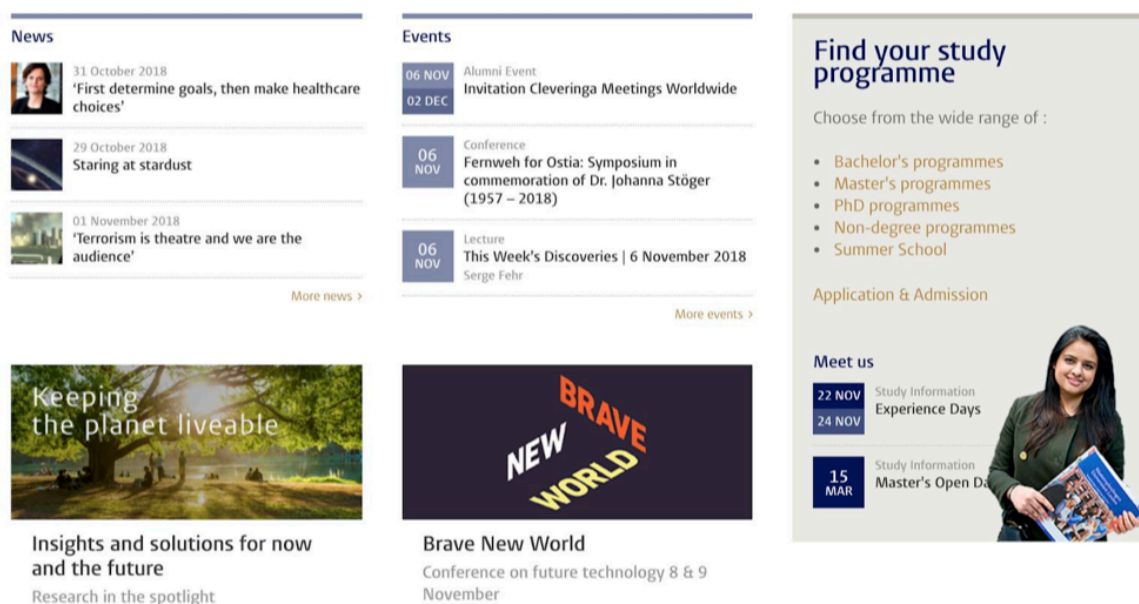 News
31 October 2018
‘First determine goals, then make healthcare
choices’
29 October 2018
Staring at stardust
01 November 2018
‘Terrorism is theatre and we are the
audience’
More news ›
Events
06 NOV
02 DEC
Alumni Event
Invitation Cleveringa Meetings Worldwide
06
NOV
Conference
Fernweh for Ostia: Symposium in
commemoration of Dr. Johanna Stöger
(1957 – 2018)
06
NOV
Lecture
This Week's Discoveries | 6 November 2018
Serge Fehr
More events ›
Find your study
programme
Choose from the wide range of :
• Bachelor's programmes
• Master's programmes
• PhD programmes
• Non-degree programmes
• Summer School
Application & Admission
Meet us
22 NOV
24 NOV
Study Information
Experience Days
15
MAR
Study Information
Master's Open Da
Keeping
the planet liveable
Insights and solutions for now
and the future
Research in the spotlight
BRAVE
NEW
WORLD
Brave New World
Conference on future technology 8 & 9
November